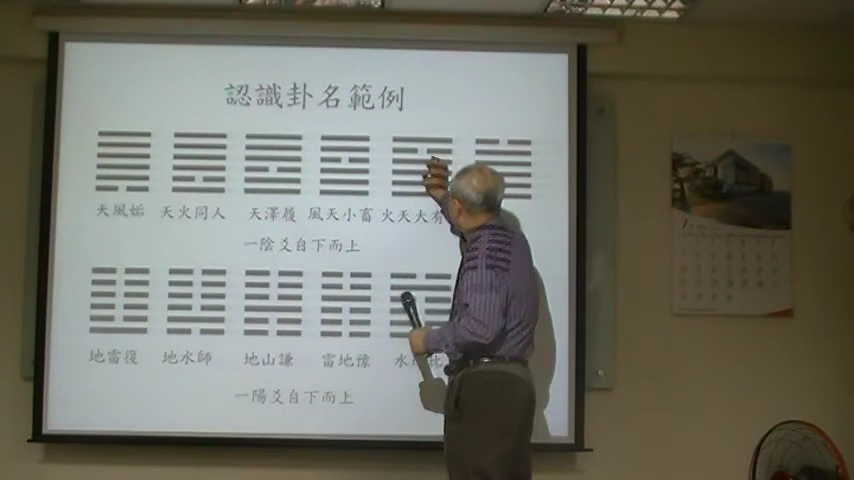 認識卦名範例
天風姤 天火同人 天澤履 風天小畜 火天大有
一陰爻自下而上
地雷復 地水師 地山謙 雷地豫 水
一陽爻自下而上